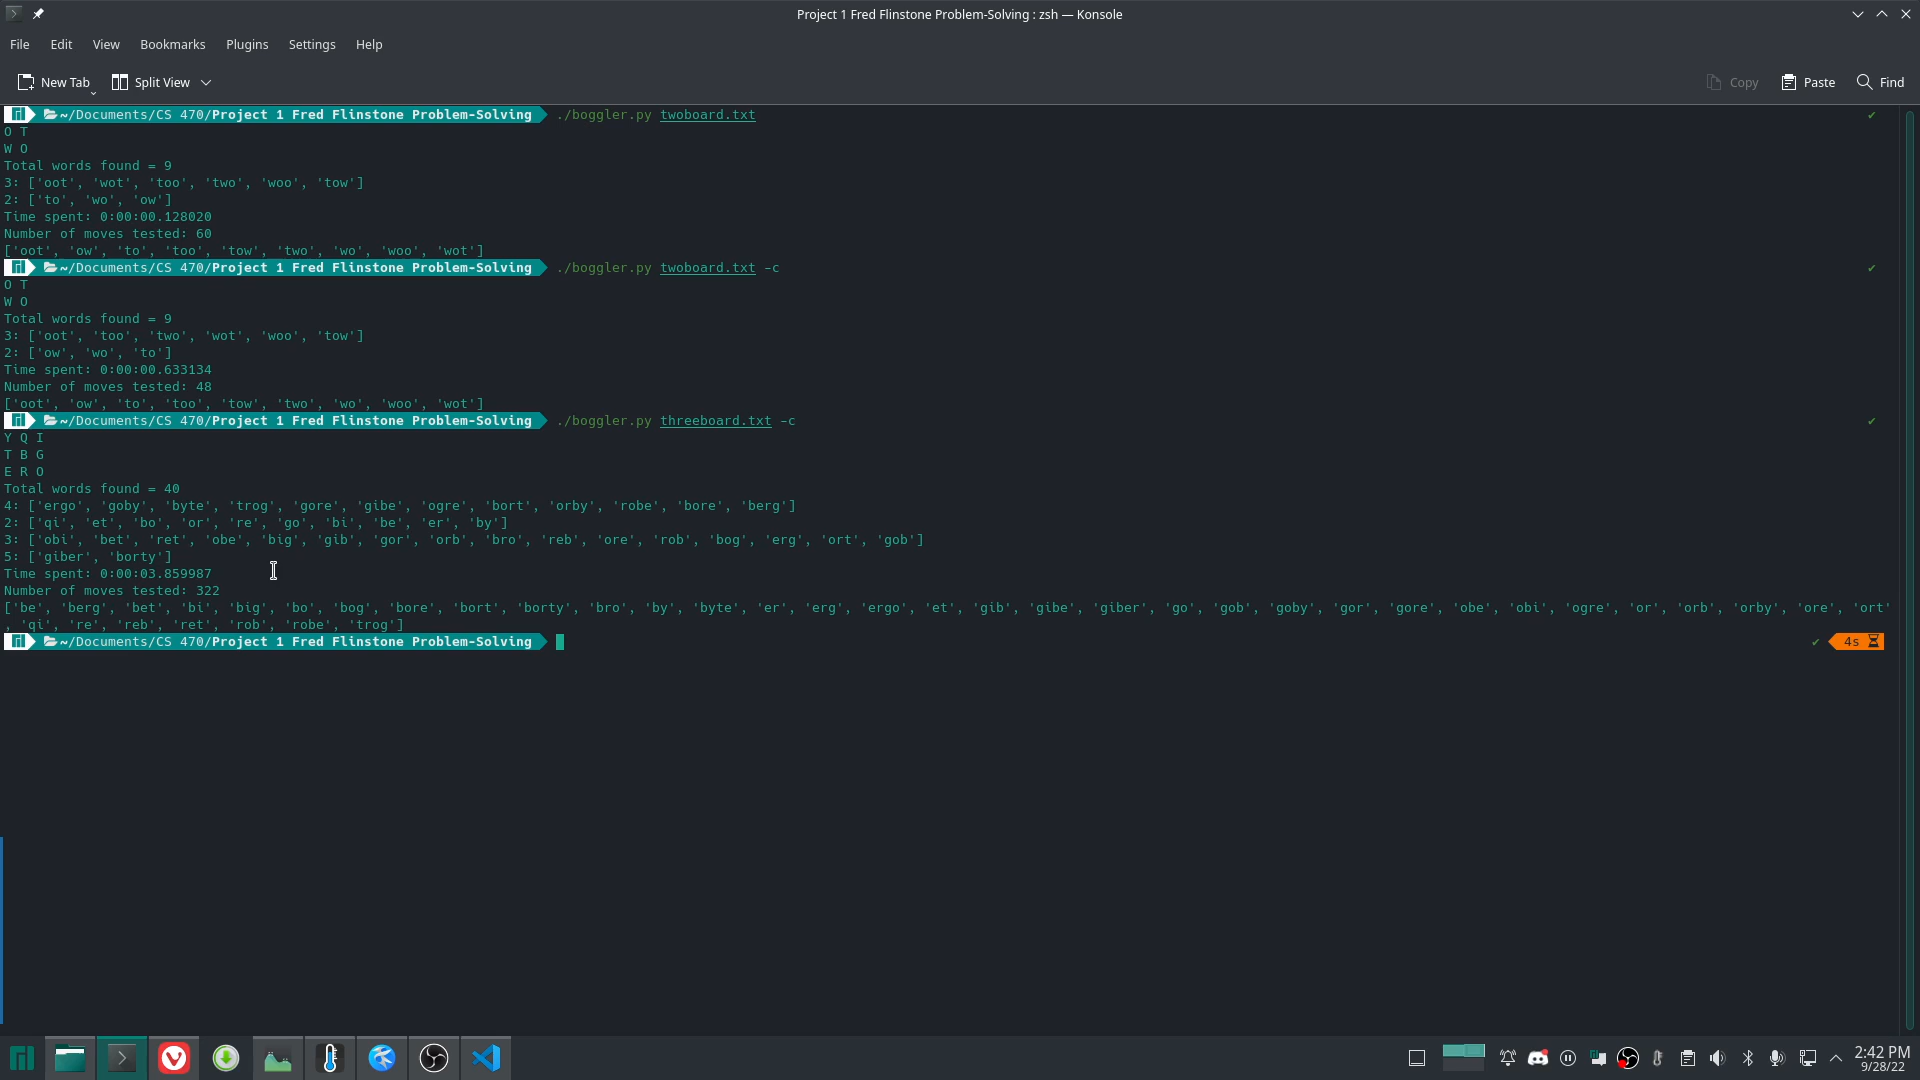 Project 1 Fred Flinstone Problem-Solving : zsh — Konsole
File Edit View Bookmarks Plugins Settings Help
New Tab Split View Copy Paste Find
~/Documents/CS 470/Project 1 Fred Flinstone Problem-Solving ./boggler.py twoboard.txt ✔
O T
W O
Total words found = 9
3: ['oot', 'wot', 'too', 'two', 'woo', 'tow']
2: ['to', 'wo', 'ow']
Time spent: 0:00:00.128020
Number of moves tested: 60
['oot', 'ow', 'to', 'too', 'tow', 'two', 'wo', 'woo', 'wot']
~/Documents/CS 470/Project 1 Fred Flinstone Problem-Solving ./boggler.py twoboard.txt -c ✔
O T
W O
Total words found = 9
3: ['oot', 'too', 'two', 'wot', 'woo', 'tow']
2: ['ow', 'wo', 'to']
Time spent: 0:00:00.633134
Number of moves tested: 48
['oot', 'ow', 'to', 'too', 'tow', 'two', 'wo', 'woo', 'wot']
~/Documents/CS 470/Project 1 Fred Flinstone Problem-Solving ./boggler.py threeboard.txt -c ✔
Y Q I
T B G
E R O
Total words found = 40
4: ['ergo', 'goby', 'byte', 'trog', 'gore', 'gibe', 'ogre', 'bort', 'orby', 'robe', 'bore', 'berg']
2: ['qi', 'et', 'bo', 'or', 're', 'go', 'bi', 'be', 'er', 'by']
3: ['obi', 'bet', 'ret', 'obe', 'big', 'gib', 'gor', 'orb', 'bro', 'reb', 'ore', 'rob', 'bog', 'erg', 'ort', 'gob']
5: ['giber', 'borty']
Time spent: 0:00:03.859987
Number of moves tested: 322
['be', 'berg', 'bet', 'bi', 'big', 'bo', 'bog', 'bore', 'bort', 'borty', 'bro', 'by', 'byte', 'er', 'erg', 'ergo', 'et', 'gib', 'gibe', 'giber', 'go', 'gob', 'goby', 'gor', 'gore', 'obe', 'obi', 'ogre', 'or', 'orb', 'orby', 'ore', 'ort'
, 'qi', 're', 'reb', 'ret', 'rob', 'robe', 'trog']
~/Documents/CS 470/Project 1 Fred Flinstone Problem-Solving ✔ 4s
2:42 PM
9/28/22